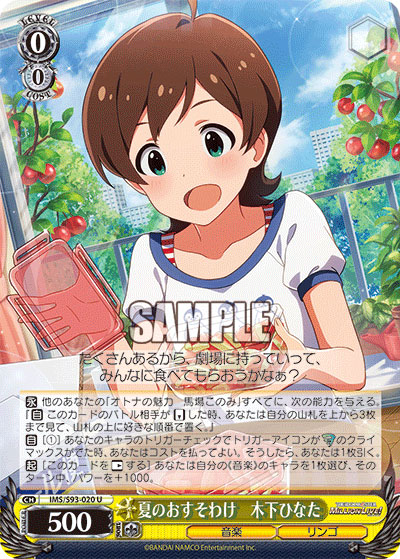 LEVEL
0
0
COST
SAMPLE
たくさんあるから、劇場に持っていって、
みんなに食べてもらおうかなぁ?
永 他のあなたの「オトナの魅力 馬場このみ」すべてに、次の能力を与える。
『自 このカードのバトル相手が したとき、あなたは自分の山札を上から3枚
まで見て、山札の上に好きな順番で置く。』
自 [①] あなたのキャラのトリガーチェックでトリガーアイコンが のクライ
マックスがでた時、あなたはコストを払ってよい。そうしたら、あなたは1枚引く。
起 [このカードを する] あなたは自分の《音楽》のキャラを1枚選び、そのタ
ーン中、パワーを+1000。
CH IMS/S93-020 U
500
POWER
SOUL
夏のおすそわけ 木下ひなた
音楽 リンゴ
THE IDOLM@STER
MILLION LIVE!
©BANDAI NAMCO Entertainment Inc.